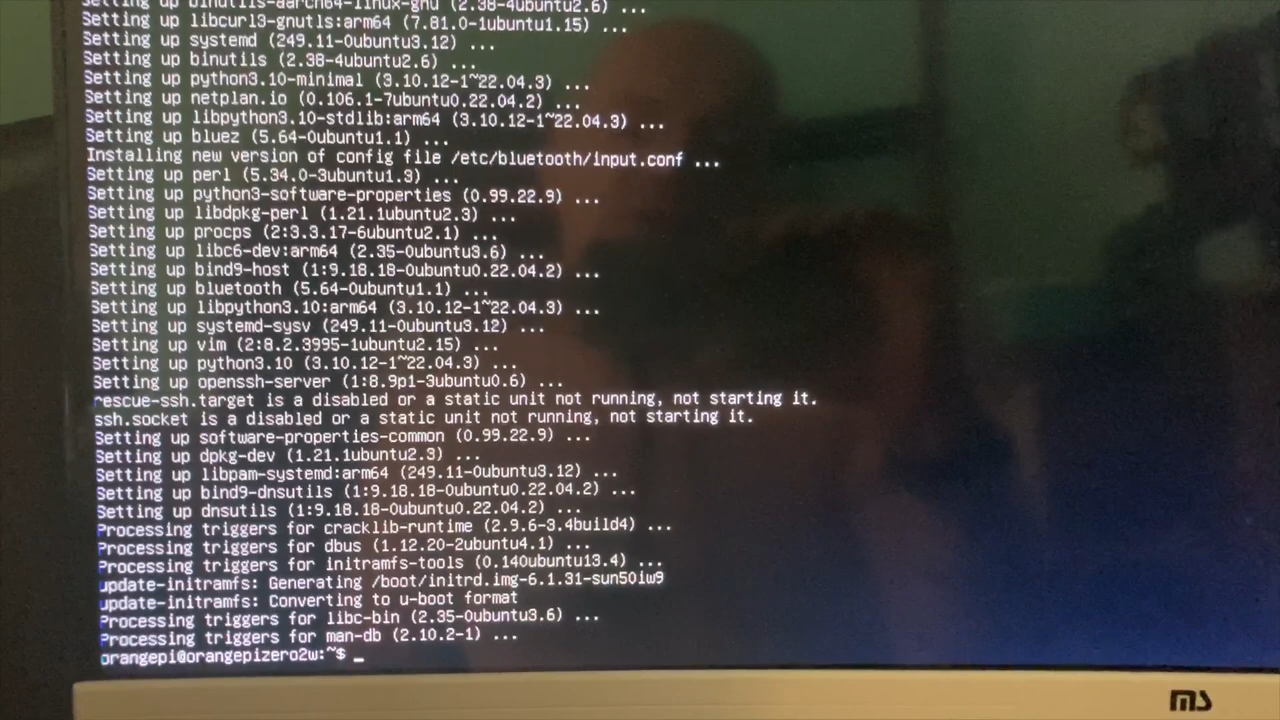 Setting up binutils-aarch64-linux-gnu (2.38-4ubuntu2.6) ...
Setting up libcurl3-gnutls:arm64 (7.81.0-1ubuntu1.15) ...
Setting up systemd (249.11-0ubuntu3.12) ...
Setting up binutils (2.38-4ubuntu2.6) ...
Setting up python3.10-minimal (3.10.12-1~22.04.3) ...
Setting up netplan.io (0.106.1-7ubuntu0.22.04.2) ...
Setting up libpython3.10-stdlib:arm64 (3.10.12-1~22.04.3) ...
Setting up bluez (5.64-0ubuntu1.1) ...
Installing new version of config file /etc/bluetooth/input.conf ...
Setting up perl (5.34.0-3ubuntu1.3) ...
Setting up python3-software-properties (0.99.22.9) ...
Setting up libdpkg-perl (1.21.1ubuntu2.3) ...
Setting up procps (2:3.3.17-6ubuntu2.1) ...
Setting up libc6-dev:arm64 (2.35-0ubuntu3.6) ...
Setting up bind9-host (1:9.18.18-0ubuntu0.22.04.2) ...
Setting up bluetooth (5.64-0ubuntu1.1) ...
Setting up libpython3.10:arm64 (3.10.12-1~22.04.3) ...
Setting up systemd-sysv (249.11-0ubuntu3.12) ...
Setting up vim (2:8.2.3995-1ubuntu2.15) ...
Setting up python3.10 (3.10.12-1~22.04.3) ...
Setting up openssh-server (1:8.9p1-3ubuntu0.6) ...
rescue-ssh.target is a disabled or a static unit not running, not starting it.
ssh.socket is a disabled or a static unit not running, not starting it.
Setting up software-properties-common (0.99.22.9) ...
Setting up dpkg-dev (1.21.1ubuntu2.3) ...
Setting up libpam-systemd:arm64 (249.11-0ubuntu3.12) ...
Setting up bind9-dnsutils (1:9.18.18-0ubuntu0.22.04.2) ...
Setting up dnsutils (1:9.18.18-0ubuntu0.22.04.2) ...
Processing triggers for cracklib-runtime (2.9.6-3.4build4) ...
Processing triggers for dbus (1.12.20-2ubuntu4.1) ...
Processing triggers for initramfs-tools (0.140ubuntu13.4) ...
update-initramfs: Generating /boot/initrd.img-6.1.31-sun50iw9
update-initramfs: Converting to u-boot format
Processing triggers for libc-bin (2.35-0ubuntu3.6) ...
Processing triggers for man-db (2.10.2-1) ...
orangepi@orangepizero2w:~$ _
ms